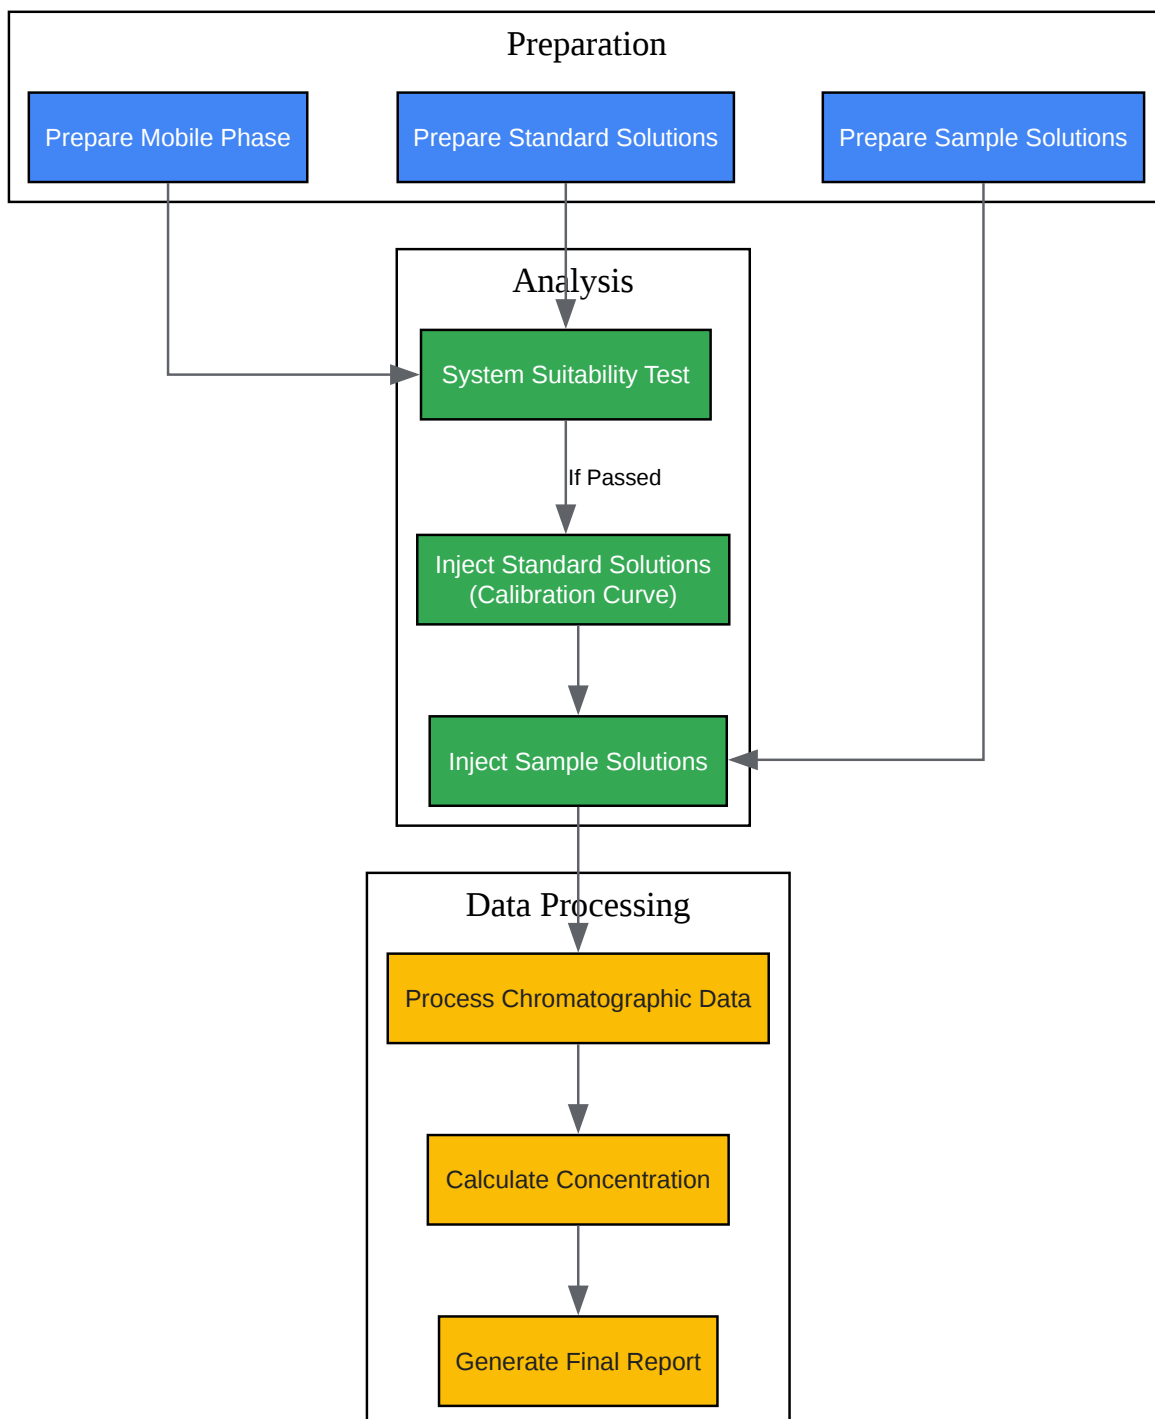 Preparation
Prepare Mobile Phase
Prepare Standard Solutions
Prepare Sample Solutions
Analysis
System Suitability Test
If Passed
Inject Standard Solutions
(Calibration Curve)
Inject Sample Solutions
Data Processing
Process Chromatographic Data
Calculate Concentration
Generate Final Report